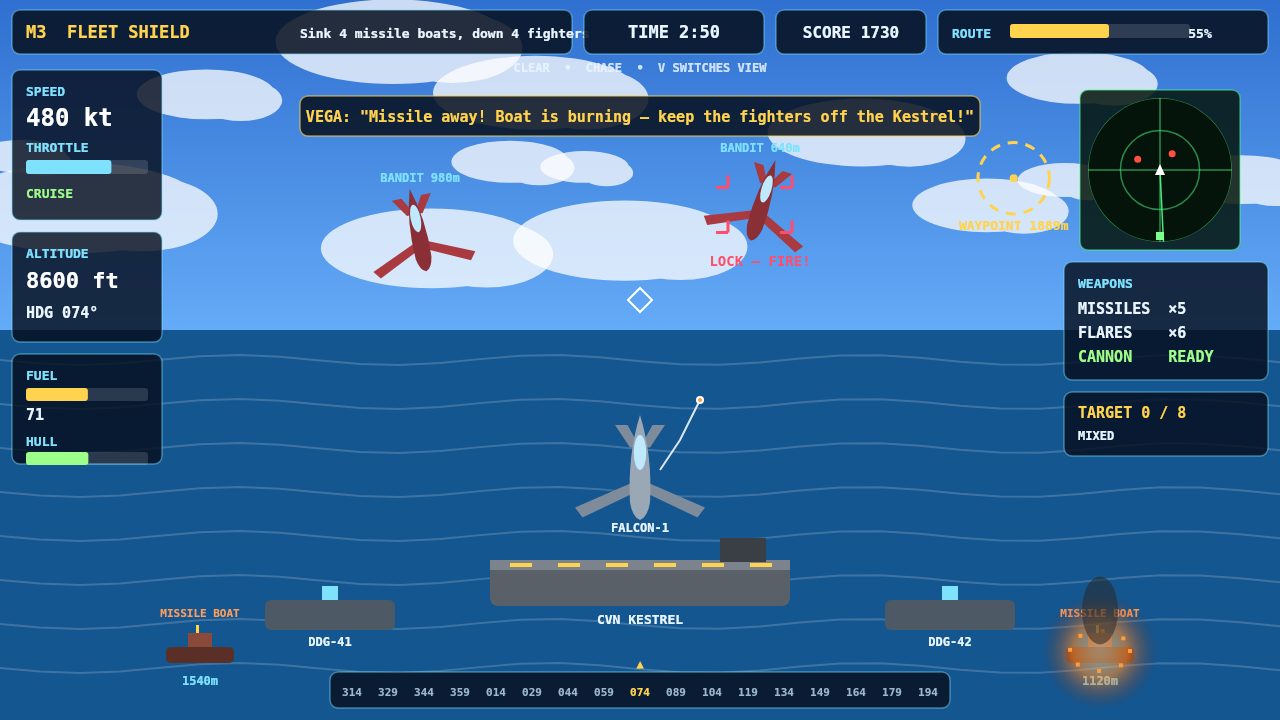 M3 FLEET SHIELD
Sink 4 missile boats, down 4 fighters
TIME 2:50
SCORE 1730
ROUTE 55%
CLEAR • CHASE • V SWITCHES VIEW
VEGA: "Missile away! Boat is burning — keep the fighters off the Kestrel!"
SPEED
480 kt
THROTTLE
CRUISE
ALTITUDE
8600 ft
HDG 074°
FUEL
71
HULL
BANDIT 980m
BANDIT 640m
LOCK — FIRE!
WAYPOINT 1880m
WEAPONS
MISSILES ×5
FLARES ×6
CANNON READY
TARGET 0 / 8
MIXED
FALCON-1
CVN KESTREL
MISSILE BOAT
1540m
DDG-41
DDG-42
MISSILE BOAT
1120m
314 329 344 359 014 029 044 059 074 089 104 119 134 149 164 179 194